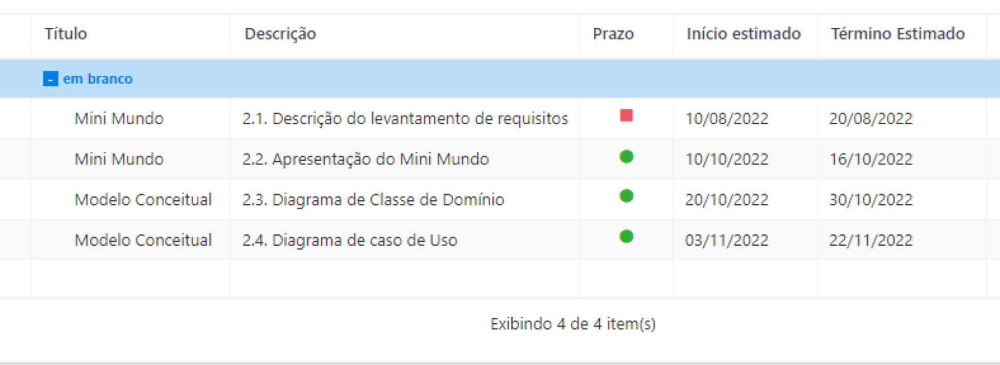 Título Descrição Prazo Início estimado Término Estimado
- em branco
Mini Mundo 2.1. Descrição do levantamento de requisitos 10/08/2022 20/08/2022
Mini Mundo 2.2. Apresentação do Mini Mundo 10/10/2022 16/10/2022
Modelo Conceitual 2.3. Diagrama de Classe de Domínio 20/10/2022 30/10/2022
Modelo Conceitual 2.4. Diagrama de caso de Uso 03/11/2022 22/11/2022
Exibindo 4 de 4 item(s)